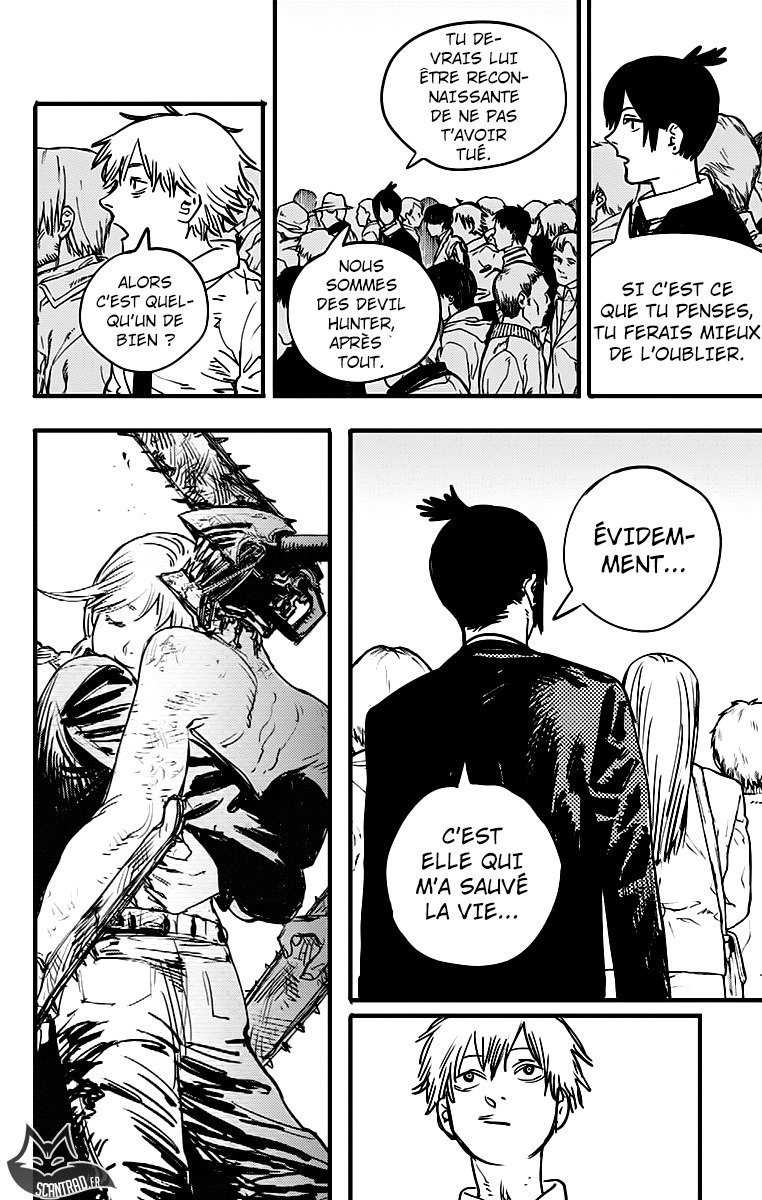 SI C'EST CE
QUE TU PENSES,
TU FERAIS MIEUX
DE L'OUBLIER.
TU DE-
VRAIS LUI
ÊTRE RECON-
NAISSANTE
DE NE PAS
T'AVOIR
TUÉ.
NOUS
SOMMES
DES DEVIL
HUNTER,
APRÈS
TOUT.
ALORS
C'EST QUEL-
QU'UN DE
BIEN ?
ÉVIDEM-
MENT...
C'EST
ELLE QUI
M'A SAUVÉ
LA VIE...
SCANTRAD.FR